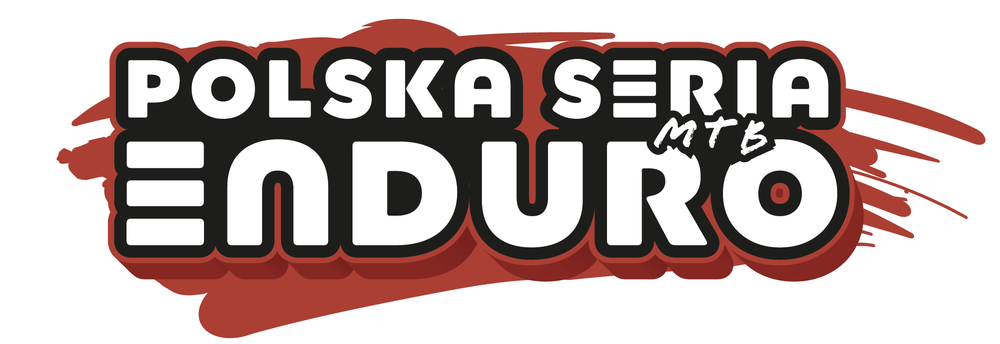 POLSKA SERIA
MTB
ENDURO